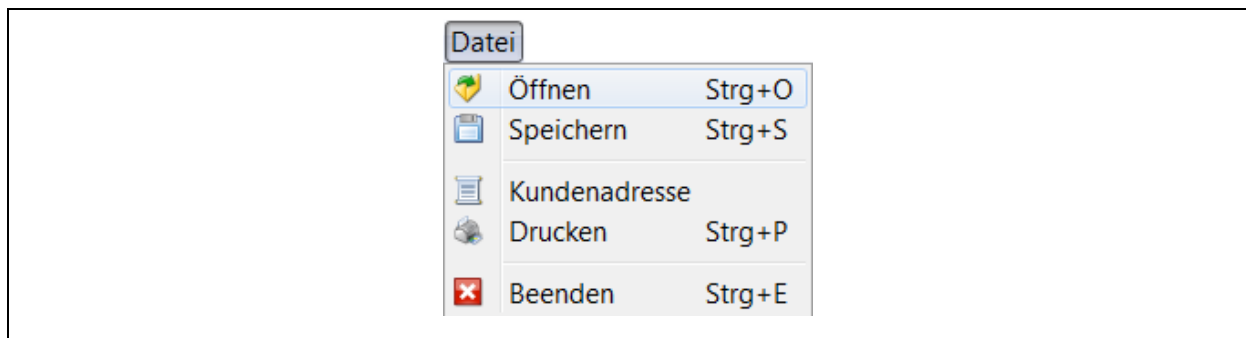 Datei
Öffnen Strg+O
Speichern Strg+S
Kundenadresse
Drucken Strg+P
Beenden Strg+E